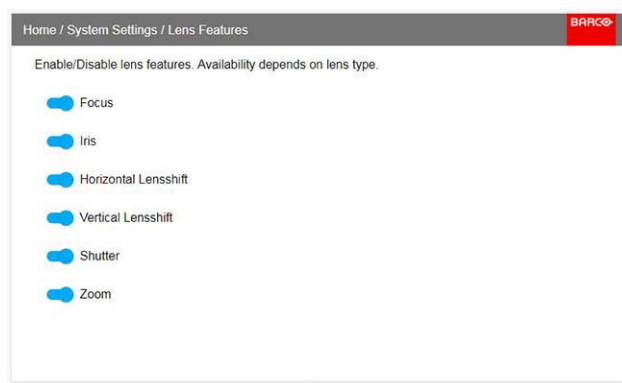 Home / System Settings / Lens Features
BARCO
Enable/Disable lens features. Availability depends on lens type.
Focus
Iris
Horizontal Lensshift
Vertical Lensshift
Shutter
Zoom